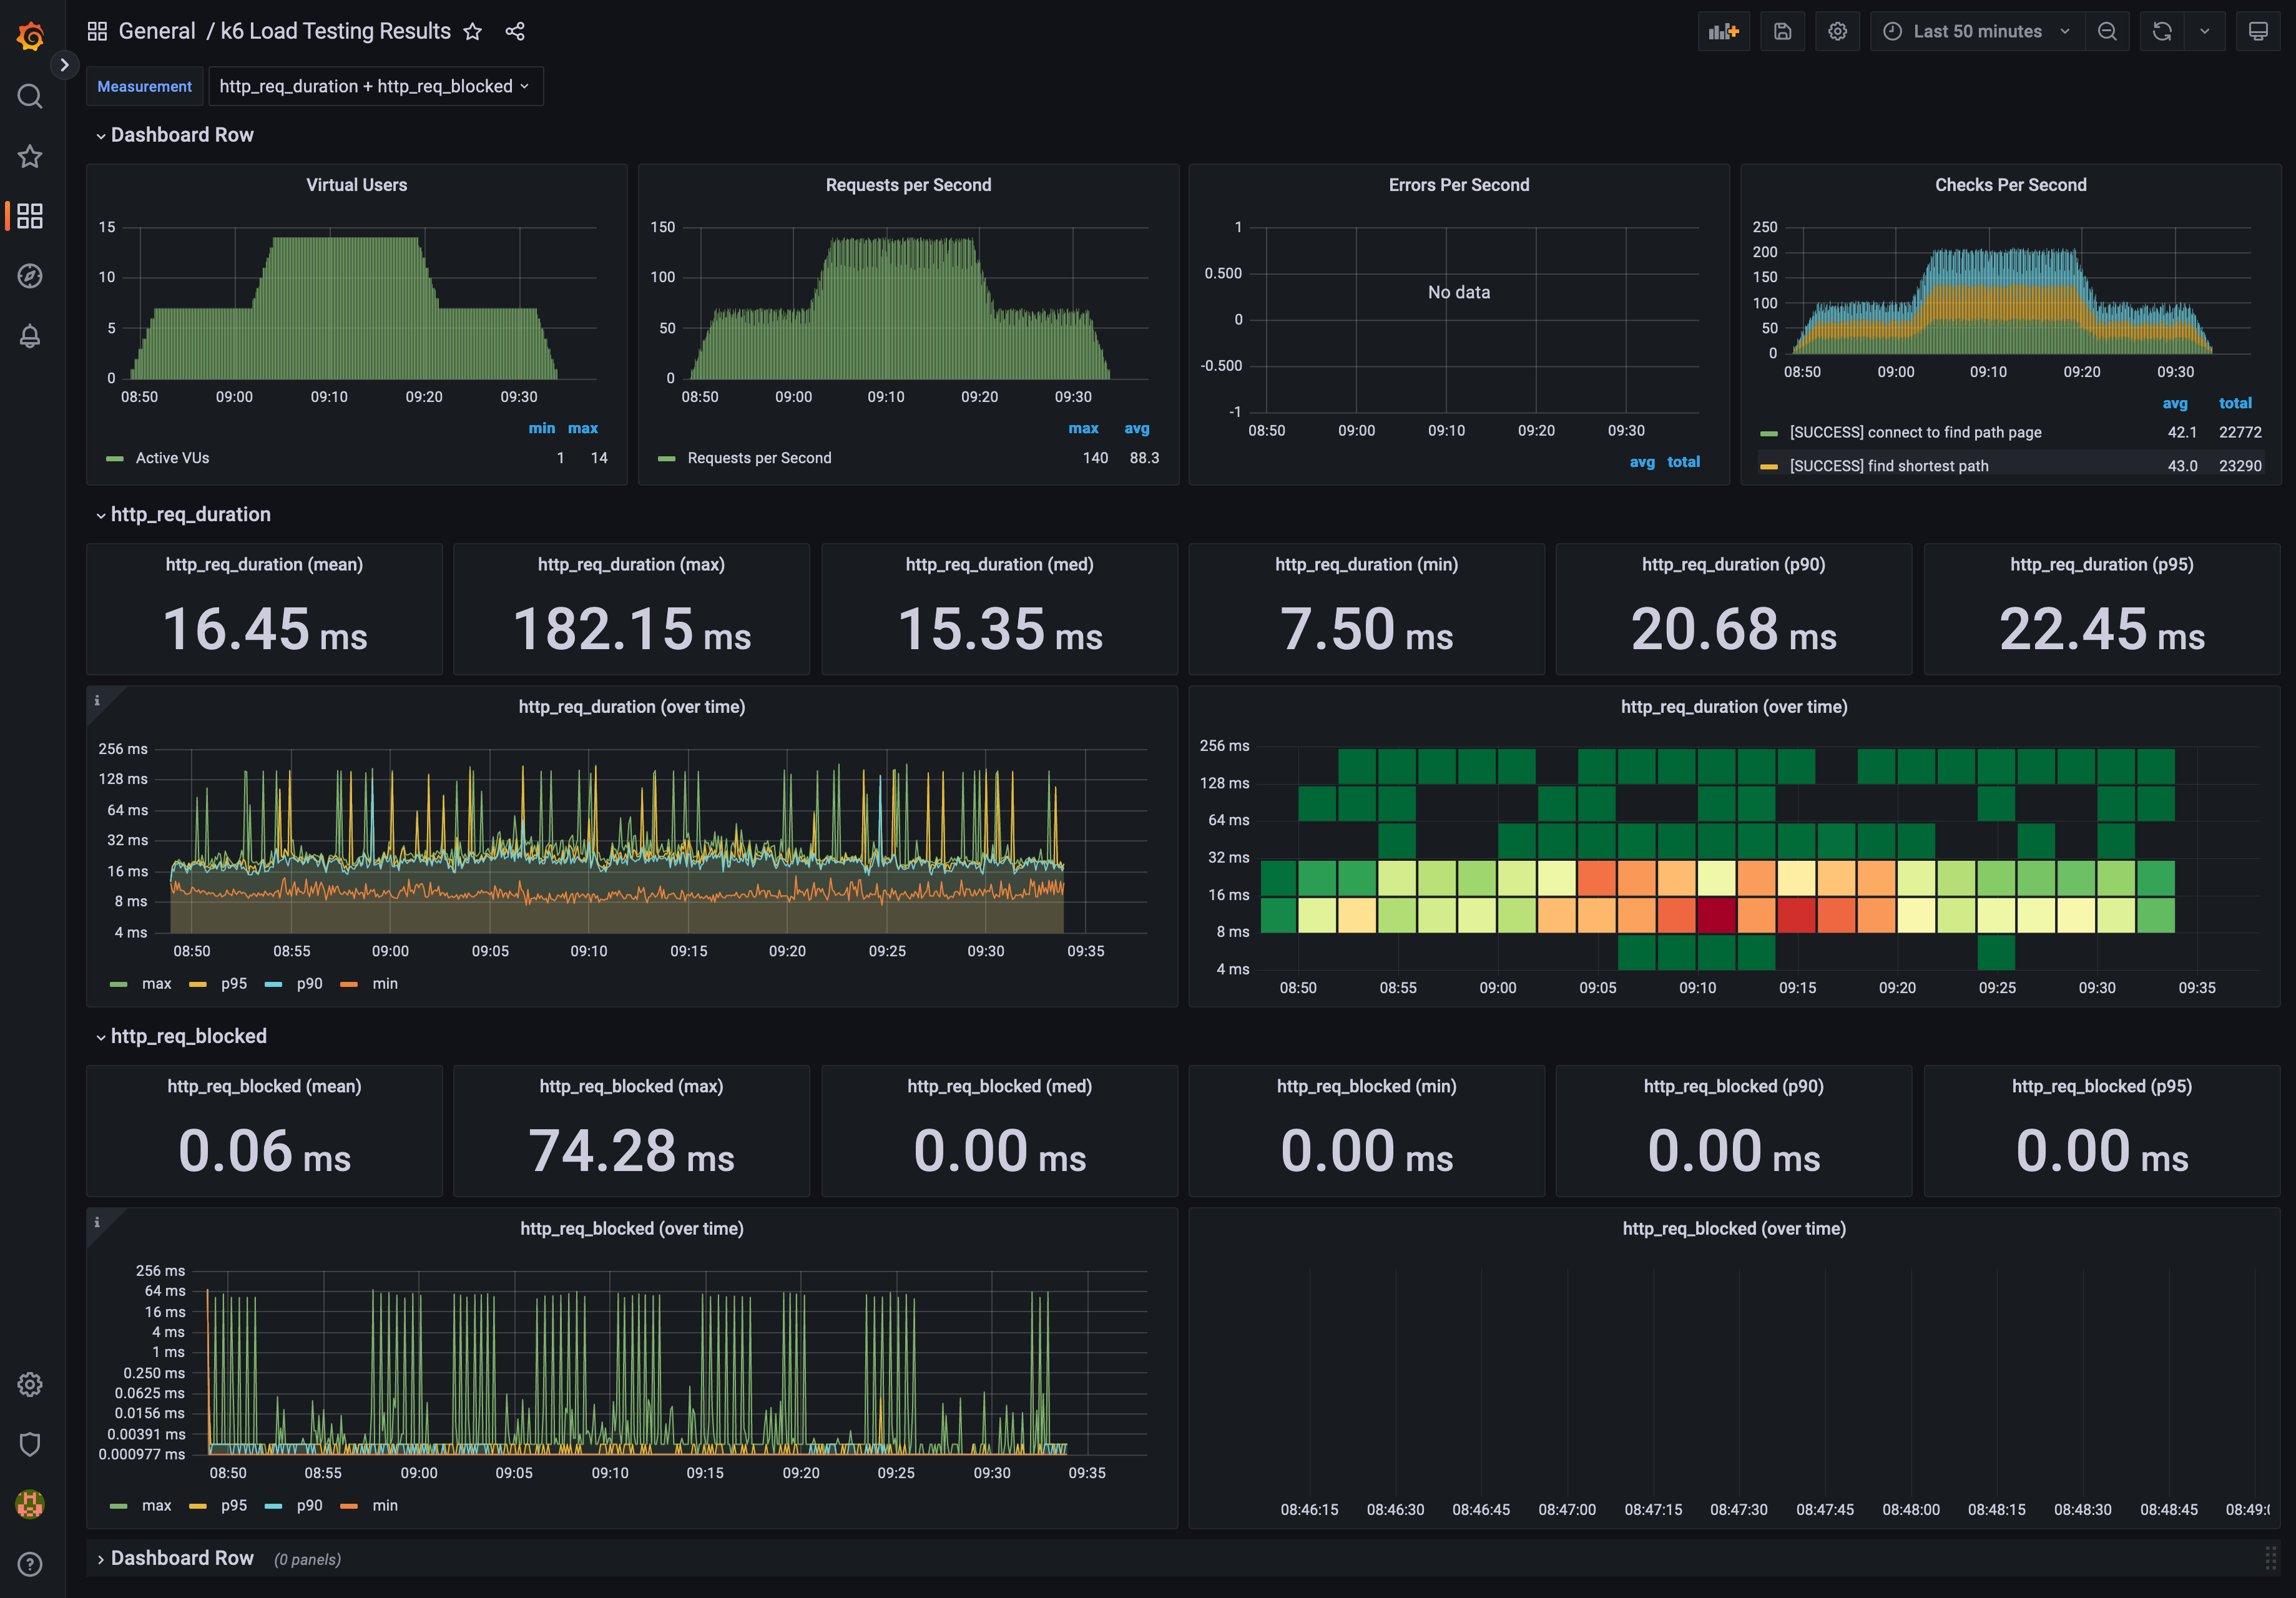 General / k6 Load Testing Results
Last 50 minutes
Measurement
http_req_duration + http_req_blocked
Dashboard Row
Virtual Users
15
10
5
0
08:50 09:00 09:10 09:20 09:30
min max
Active VUs 1 14
Requests per Second
150
100
50
0
08:50 09:00 09:10 09:20 09:30
max avg
Requests per Second 140 88.3
Errors Per Second
1
0.500
0
-0.500
-1
No data
08:50 09:00 09:10 09:20 09:30
avg total
Checks Per Second
250
200
150
100
50
0
08:50 09:00 09:10 09:20 09:30
avg total
[SUCCESS] connect to find path page 42.1 22772
[SUCCESS] find shortest path 43.0 23290
http_req_duration
http_req_duration (mean)
16.45 ms
http_req_duration (max)
182.15 ms
http_req_duration (med)
15.35 ms
http_req_duration (min)
7.50 ms
http_req_duration (p90)
20.68 ms
http_req_duration (p95)
22.45 ms
http_req_duration (over time)
256 ms
128 ms
64 ms
32 ms
16 ms
8 ms
4 ms
08:50 08:55 09:00 09:05 09:10 09:15 09:20 09:25 09:30 09:35
max p95 p90 min
http_req_duration (over time)
256 ms
128 ms
64 ms
32 ms
16 ms
8 ms
4 ms
08:50 08:55 09:00 09:05 09:10 09:15 09:20 09:25 09:30 09:35
http_req_blocked
http_req_blocked (mean)
0.06 ms
http_req_blocked (max)
74.28 ms
http_req_blocked (med)
0.00 ms
http_req_blocked (min)
0.00 ms
http_req_blocked (p90)
0.00 ms
http_req_blocked (p95)
0.00 ms
http_req_blocked (over time)
256 ms
64 ms
16 ms
4 ms
1 ms
0.250 ms
0.0625 ms
0.0156 ms
0.00391 ms
0.000977 ms
08:50 08:55 09:00 09:05 09:10 09:15 09:20 09:25 09:30 09:35
max p95 p90 min
http_req_blocked (over time)
08:46:15 08:46:30 08:46:45 08:47:00 08:47:15 08:47:30 08:47:45 08:48:00 08:48:15 08:48:30 08:48:45 08:49:(
Dashboard Row (0 panels)